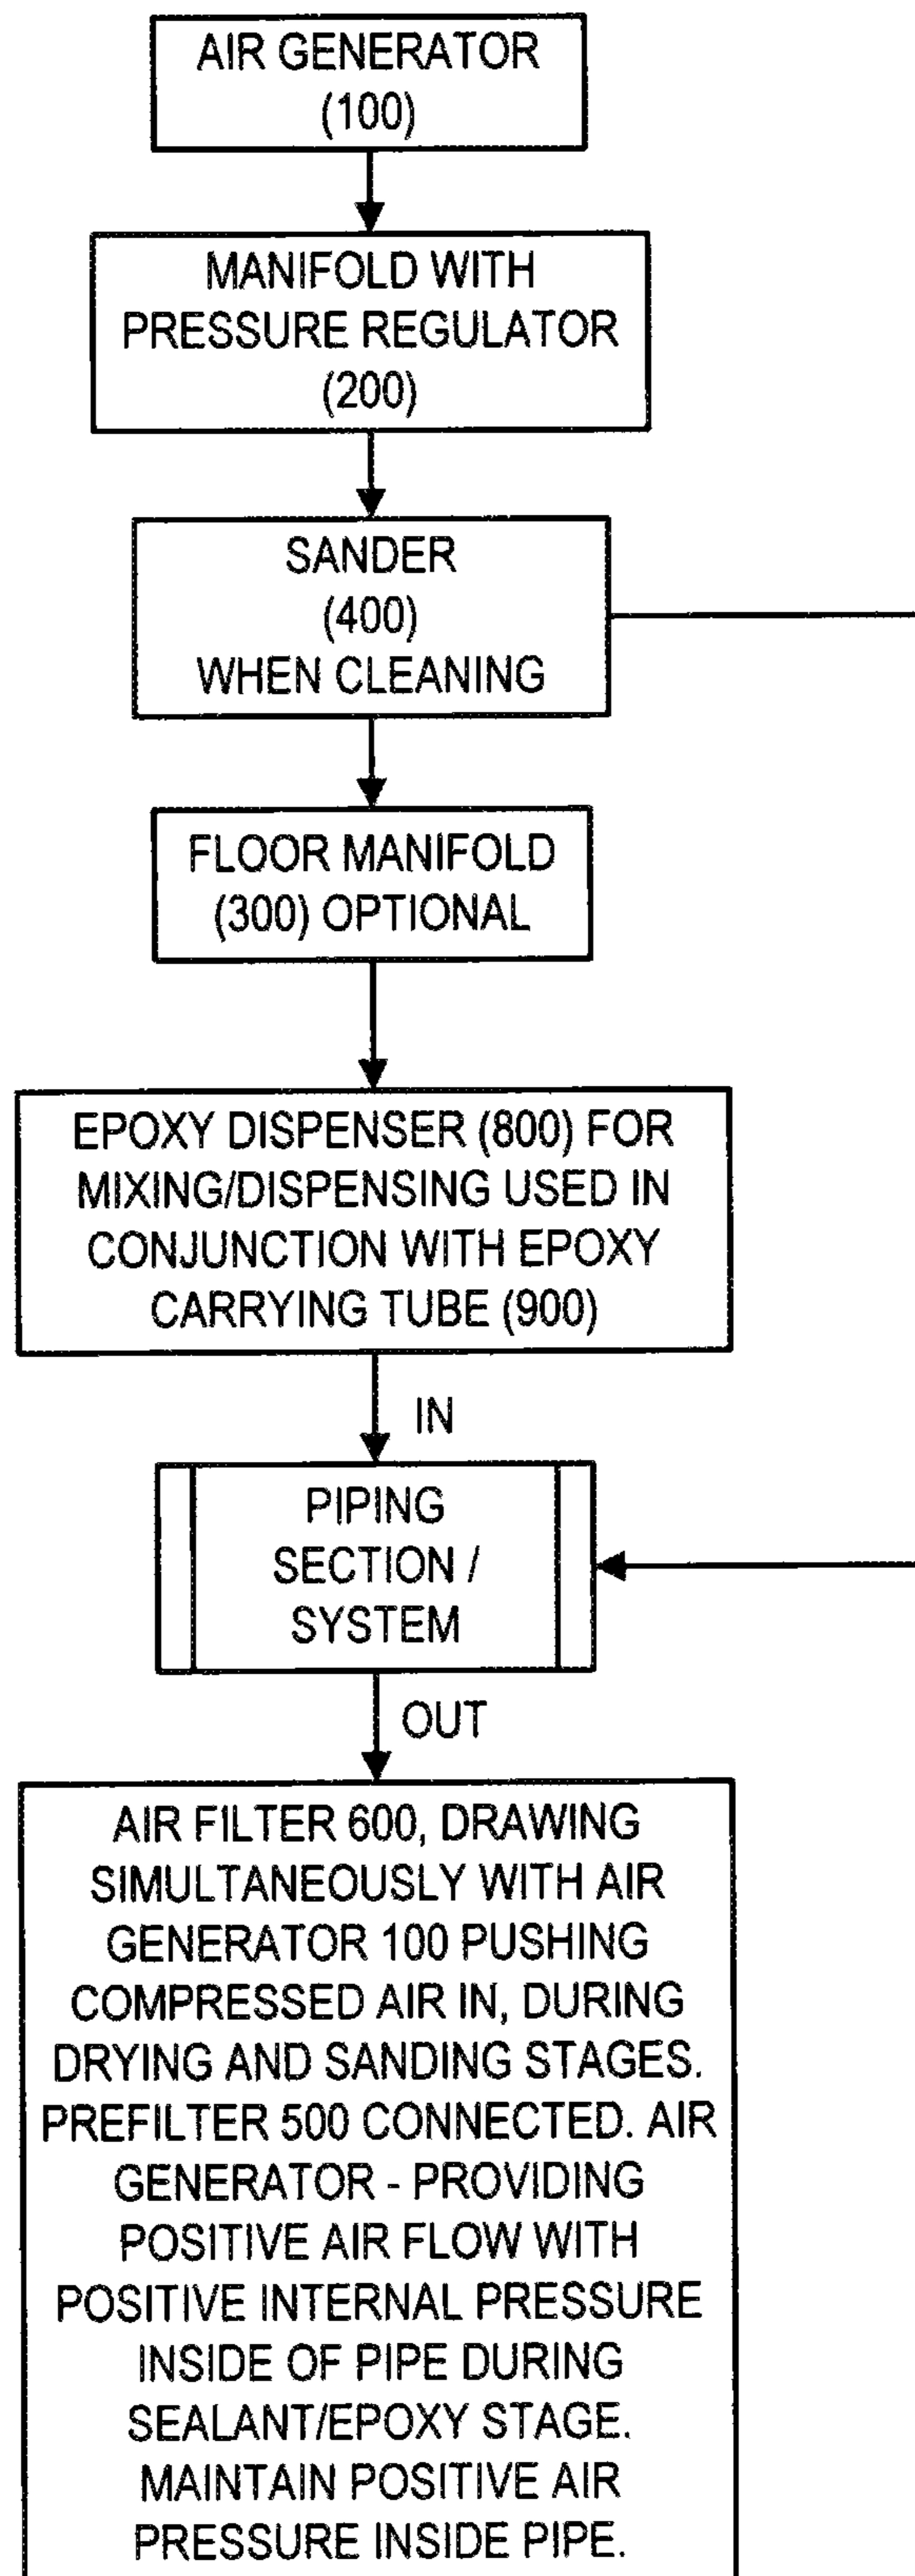 AIR GENERATOR
(100)
MANIFOLD WITH
PRESSURE REGULATOR
(200)
SANDER
(400)
WHEN CLEANING
FLOOR MANIFOLD
(300) OPTIONAL
EPOXY DISPENSER (800) FOR
MIXING/DISPENSING USED IN
CONJUNCTION WITH EPOXY
CARRYING TUBE (900)
IN
PIPING
SECTION /
SYSTEM
OUT
AIR FILTER 600, DRAWING
SIMULTANEOUSLY WITH AIR
GENERATOR 100 PUSHING
COMPRESSED AIR IN, DURING
DRYING AND SANDING STAGES.
PREFILTER 500 CONNECTED. AIR
GENERATOR - PROVIDING
POSITIVE AIR FLOW WITH
POSITIVE INTERNAL PRESSURE
INSIDE OF PIPE DURING
SEALANT/EPOXY STAGE.
MAINTAIN POSITIVE AIR
PRESSURE INSIDE PIPE.